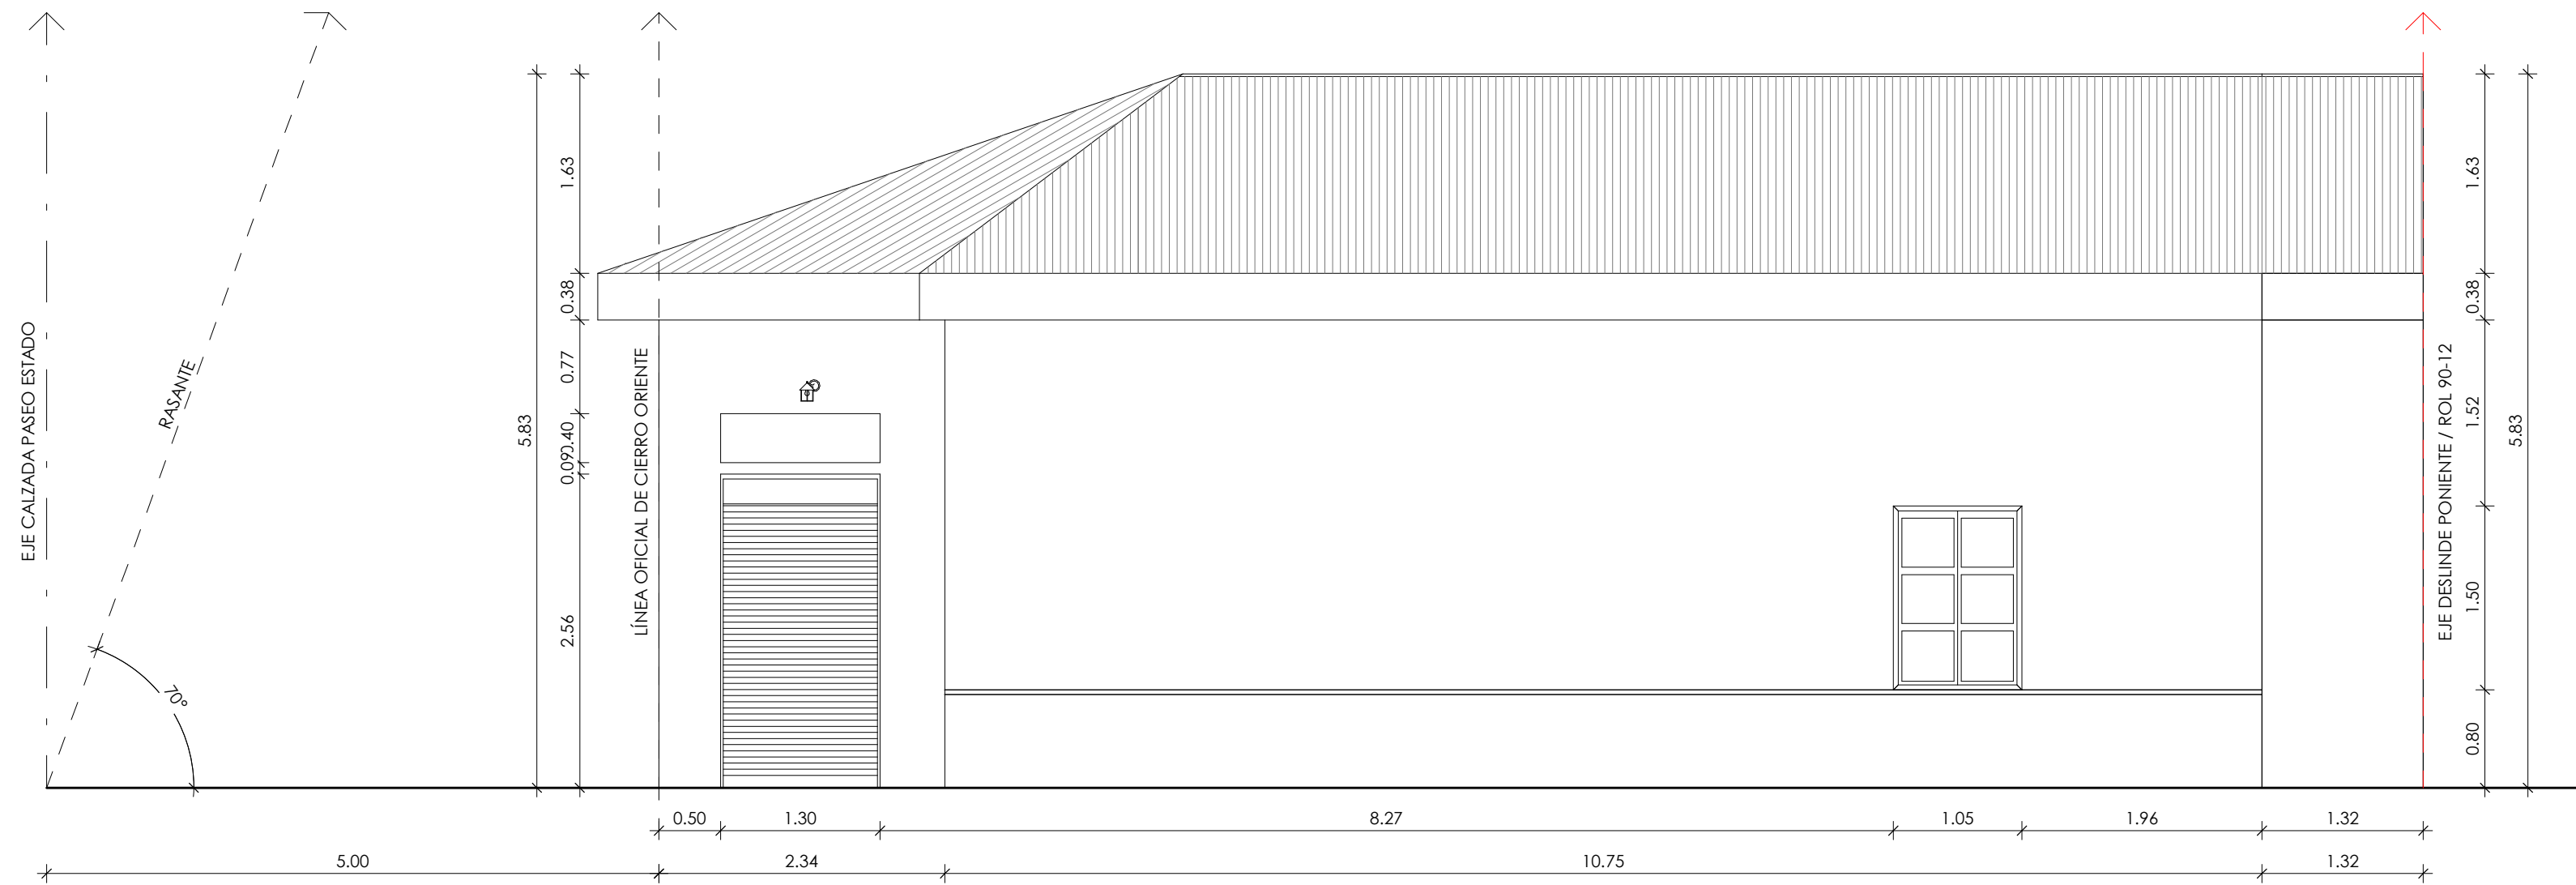 EJE CALZADA PASEO ESTADO
RASANTE
70°
5.83
1.63
0.38
0.77
0.40
0.09
2.56
LÍNEA OFICIAL DE CIERRO ORIENTE
EJE DESLINDE PONIENTE / ROL 90-12
1.63
0.38
1.52
1.50
0.80
5.83
0.50 1.30 8.27 1.05 1.96 1.32
5.00 2.34 10.75 1.32